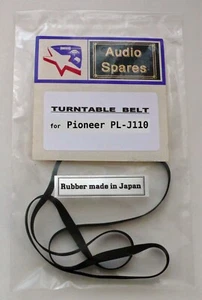 Audio
Spares
TURNTABLE BELT
for Pioneer PL-J110
Rubber made in Japan